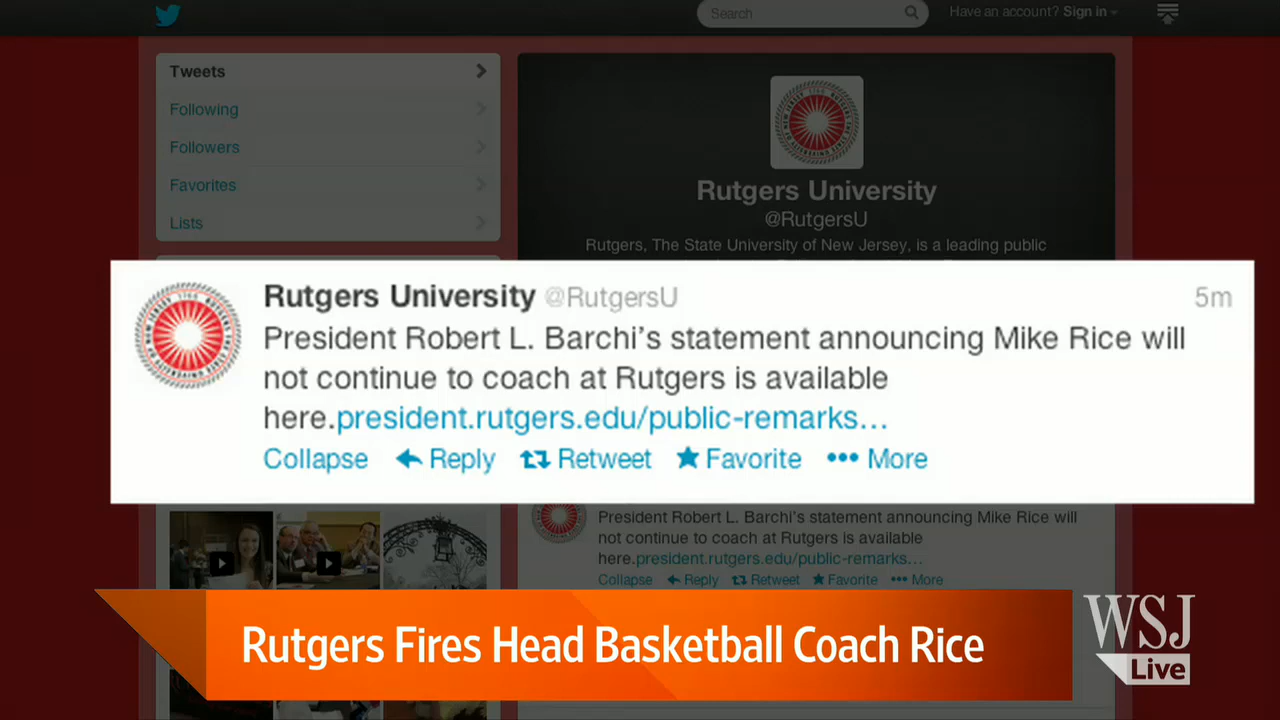 Search
Have an account? Sign in
Tweets
Following
Followers
Favorites
Lists
Rutgers University
@RutgersU
Rutgers, The State University of New Jersey, is a leading public
Rutgers University @RutgersU 5m
President Robert L. Barchi's statement announcing Mike Rice will
not continue to coach at Rutgers is available
here.president.rutgers.edu/public-remarks...
Collapse Reply Retweet Favorite More
President Robert L. Barchi's statement announcing Mike Rice will
not continue to coach at Rutgers is available
here.president.rutgers.edu/public-remarks...
Collapse Reply Retweet Favorite More
Rutgers Fires Head Basketball Coach Rice
WSJ
Live